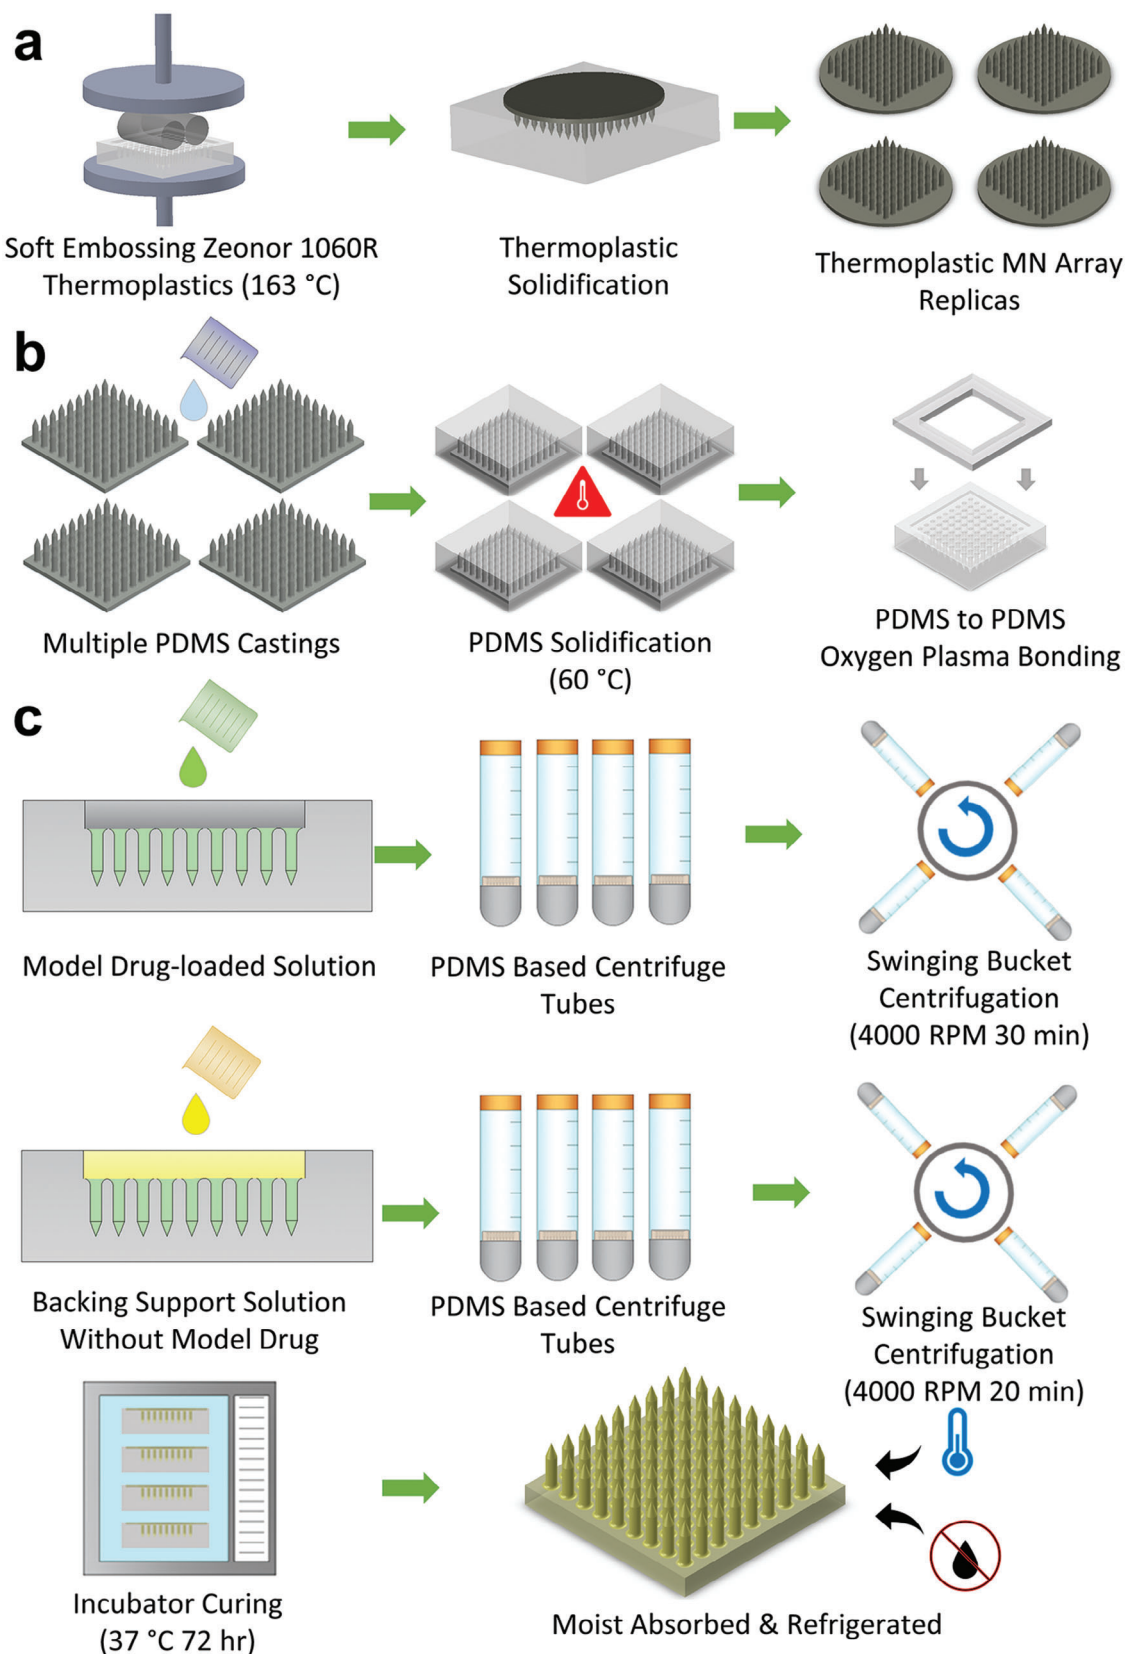 a
Soft Embossing Zeonor 1060R
Thermoplastics (163 °C)
Thermoplastic
Solidification
Thermoplastic MN Array
Replicas
b
Multiple PDMS Castings
PDMS Solidification
(60 °C)
PDMS to PDMS
Oxygen Plasma Bonding
c
Model Drug-loaded Solution
PDMS Based Centrifuge
Tubes
Swinging Bucket
Centrifugation
(4000 RPM 30 min)
Backing Support Solution
Without Model Drug
PDMS Based Centrifuge
Tubes
Swinging Bucket
Centrifugation
(4000 RPM 20 min)
Incubator Curing
(37 °C 72 hr)
Moist Absorbed & Refrigerated